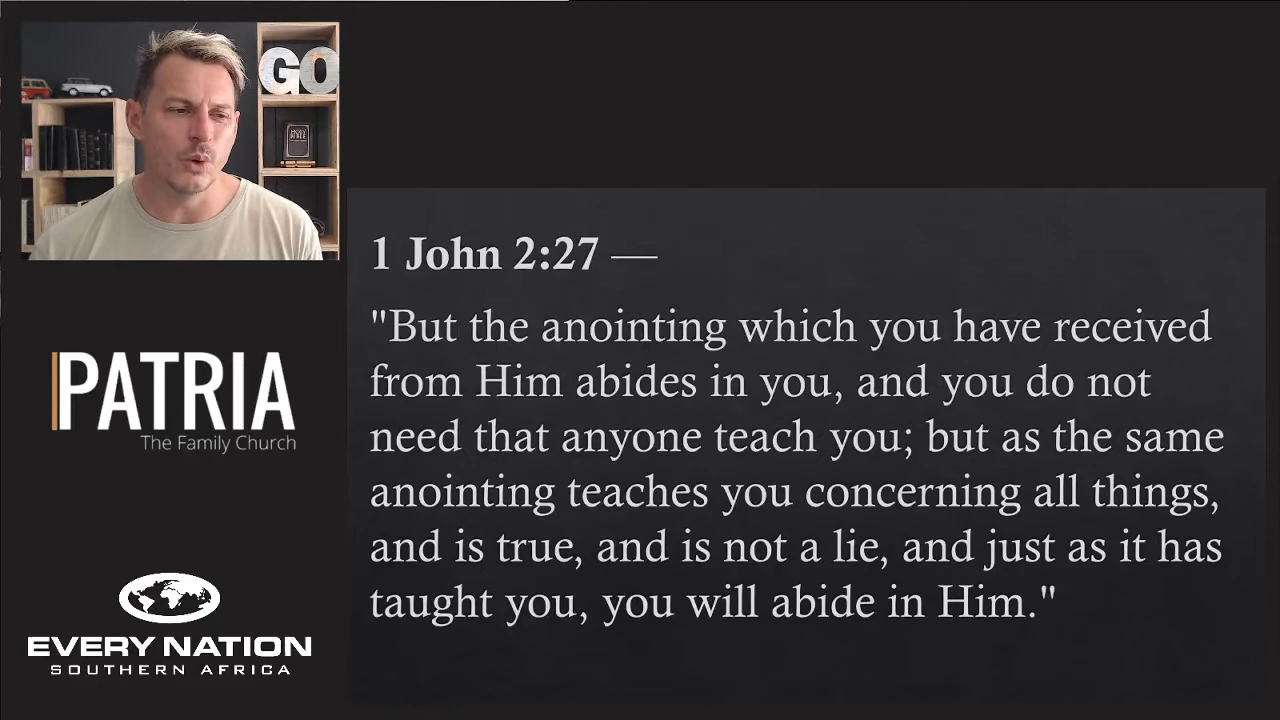 GO
PATRIA
The Family Church
EVERY NATION
SOUTHERN AFRICA
1 John 2:27 —
"But the anointing which you have received
from Him abides in you, and you do not
need that anyone teach you; but as the same
anointing teaches you concerning all things,
and is true, and is not a lie, and just as it has
taught you, you will abide in Him."